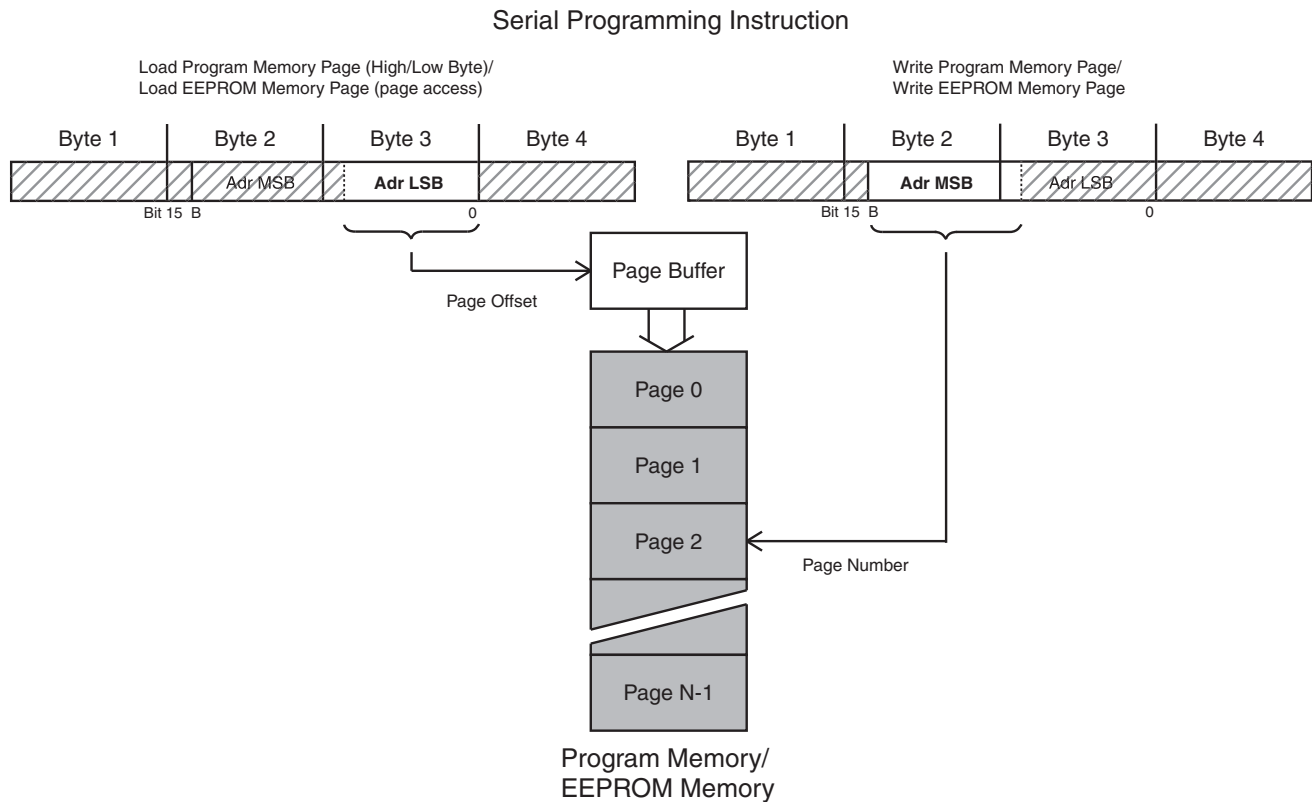 Serial Programming Instruction
Load Program Memory Page (High/Low Byte)/
Load EEPROM Memory Page (page access)
Write Program Memory Page/
Write EEPROM Memory Page
Byte 1 Byte 2 Byte 3 Byte 4
Byte 1 Byte 2 Byte 3 Byte 4
Adr MSB Adr LSB
Adr MSB Adr LSB
Bit 15 B 0
Bit 15 B 0
Page Buffer
Page Offset
Page 0
Page 1
Page 2
Page Number
Page N-1
Program Memory/
EEPROM Memory